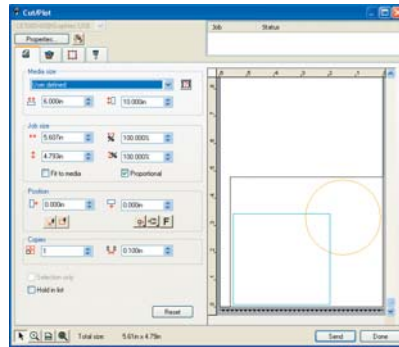 Cut/Plot
Job Status
Properties...
Media size
User defined
6.000in 10.000in
Job size
5.607in 100.000%
4.793in 100.000%
Fit to media Proportional
Position
0.000in 0.000in
F
Copies
1 0.100in
Selection only
Hold in list
Reset
Total size: 5.61in x 4.79in
Send Done